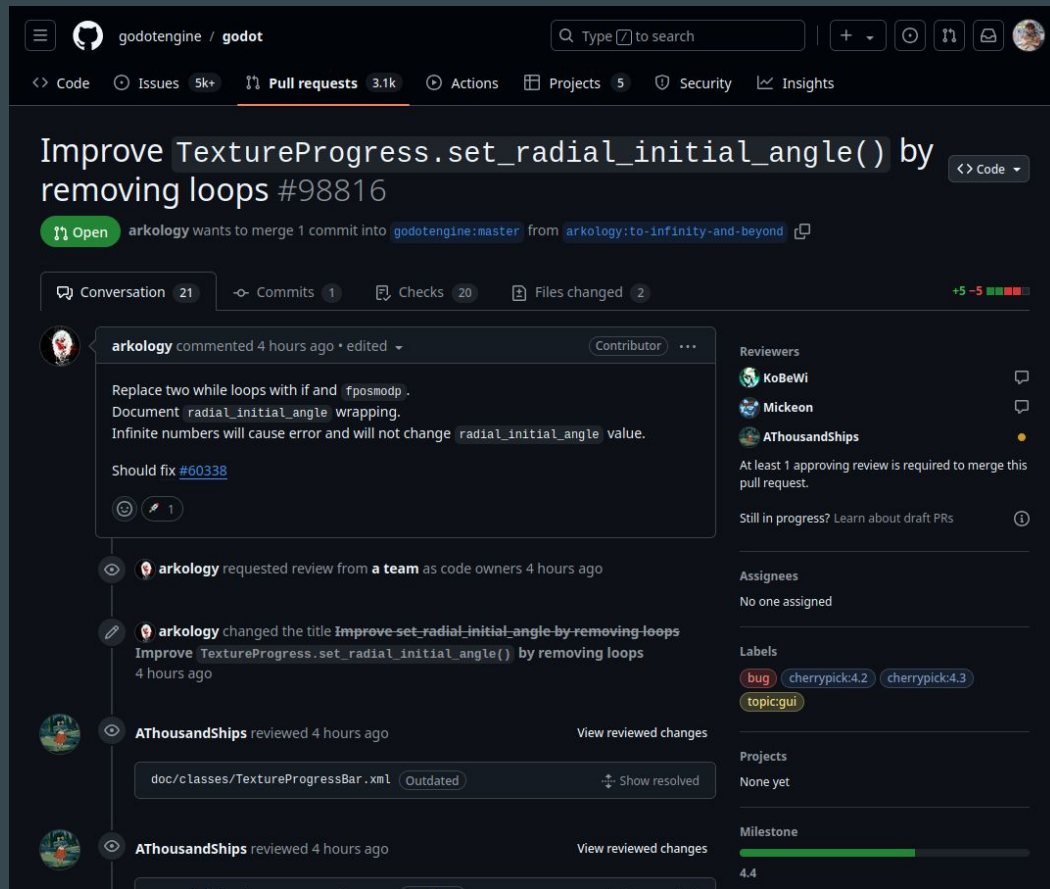 godotengine / godot
Type / to search
Code
Issues 5k+
Pull requests 3.1k
Actions
Projects 5
Security
Insights
Improve TextureProgress.set_radial_initial_angle() by
removing loops #98816
Code
Open
arkology wants to merge 1 commit into godotengine:master from arkology:to-infinity-and-beyond
Conversation 21
Commits 1
Checks 20
Files changed 2
+5 −5
arkology commented 4 hours ago • edited
Contributor
Replace two while loops with if and fposmodp.
Document radial_initial_angle wrapping.
Infinite numbers will cause error and will not change radial_initial_angle value.
Should fix #60338
1
arkology requested review from a team as code owners 4 hours ago
arkology changed the title Improve set_radial_initial_angle by removing loops
Improve TextureProgress.set_radial_initial_angle() by removing loops
4 hours ago
AThousandShips reviewed 4 hours ago
View reviewed changes
doc/classes/TextureProgressBar.xml Outdated
Show resolved
AThousandShips reviewed 4 hours ago
View reviewed changes
Reviewers
KoBeWi
Mickeon
AThousandShips
At least 1 approving review is required to merge this
pull request.
Still in progress? Learn about draft PRs
Assignees
No one assigned
Labels
bug cherrypick:4.2 cherrypick:4.3
topic:gui
Projects
None yet
Milestone
4.4